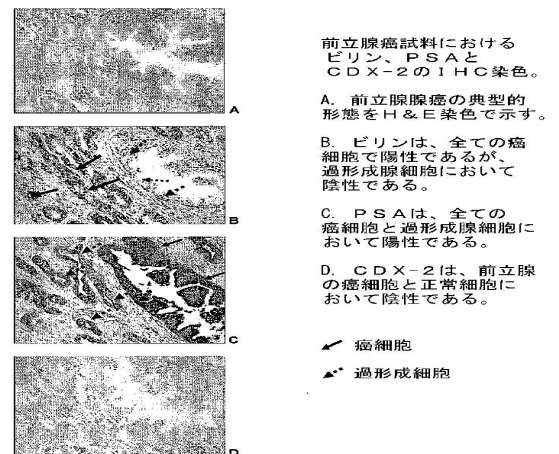 前立腺癌試料における
ビリン、PSAと
CDX-2のIHC染色。
A. 前立腺腺癌の典型的
形態をH&E染色で示す。
B. ビリンは、全ての癌
細胞で陽性であるが、
過形成腺細胞において
陰性である。
C. PSAは、全ての
癌細胞と過形成腺細胞に
おいて陽性である。
D. CDX-2は、前立腺
の癌細胞と正常細胞に
おいて陰性である。
癌細胞
過形成細胞
A
B
C
D